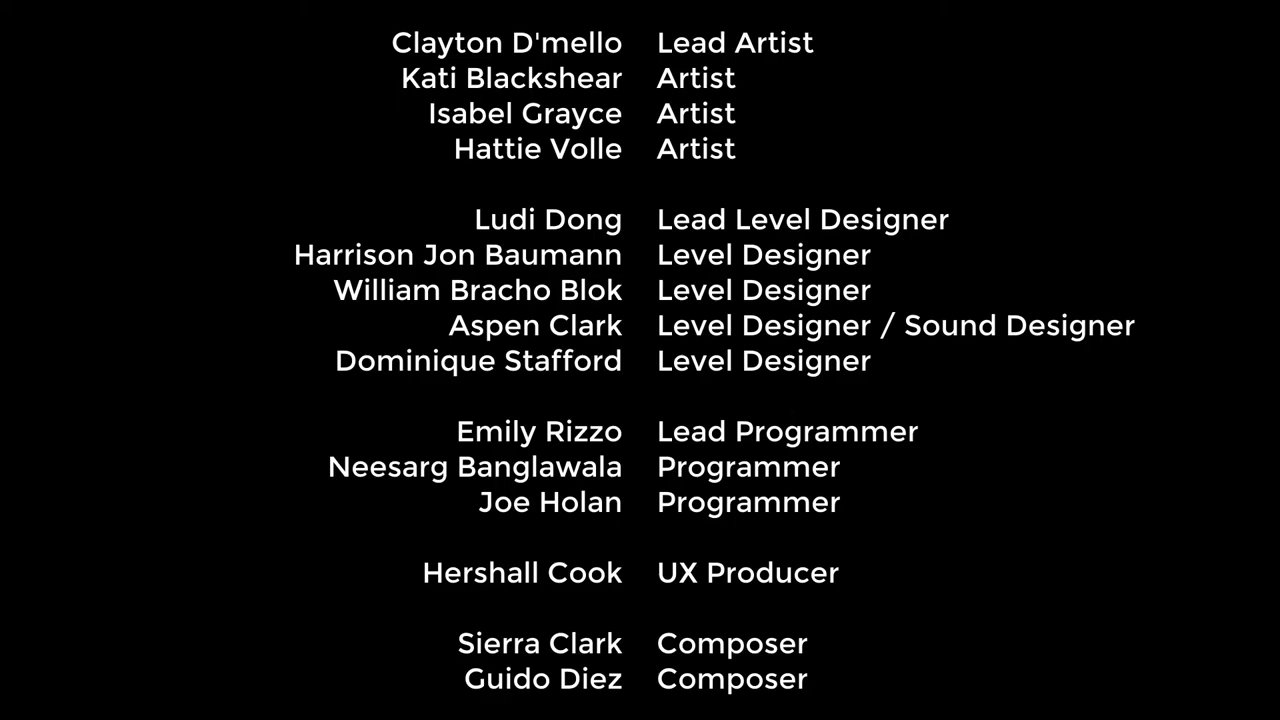 Clayton D'mello Lead Artist
Kati Blackshear Artist
Isabel Grayce Artist
Hattie Volle Artist
Ludi Dong Lead Level Designer
Harrison Jon Baumann Level Designer
William Bracho Blok Level Designer
Aspen Clark Level Designer / Sound Designer
Dominique Stafford Level Designer
Emily Rizzo Lead Programmer
Neesarg Banglawala Programmer
Joe Holan Programmer
Hershall Cook UX Producer
Sierra Clark Composer
Guido Diez Composer